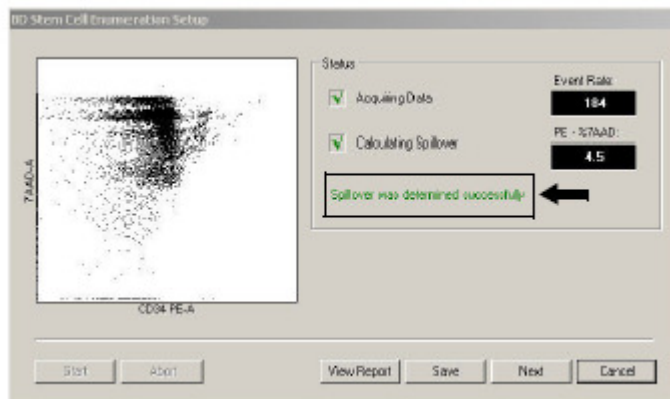 BD Stem Cell Enumeration Setup
Status
Acquiring Data
Event Rate:
184
Calculating Spillover
PE - %7AAD:
4.5
Spillover was determined successfully
7AAD-A
CD34 PE-A
Start
Abort
View Report
Save
Next
Cancel